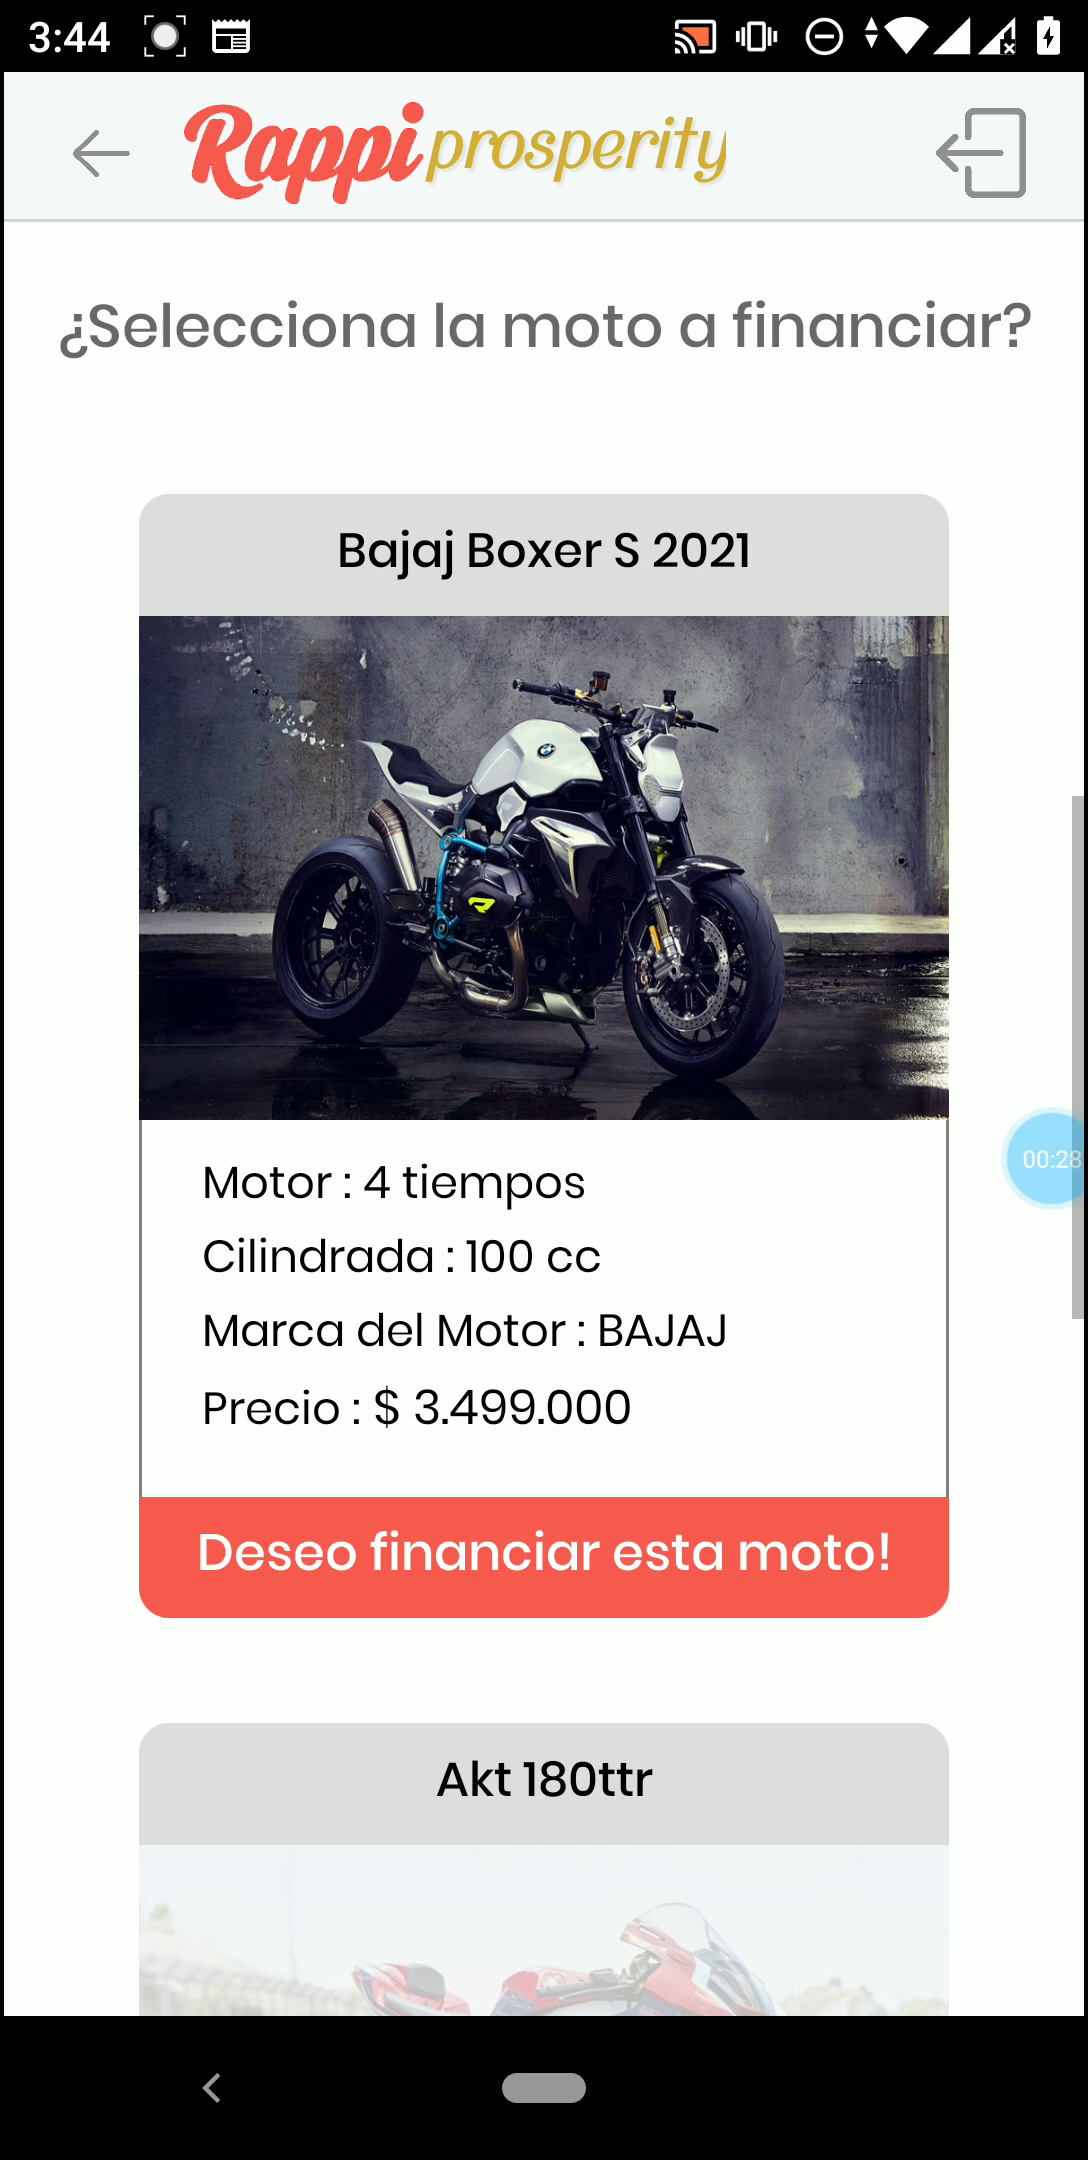 3:44
Rappi prosperity
¿Selecciona la moto a financiar?
Bajaj Boxer S 2021
Motor : 4 tiempos
Cilindrada : 100 cc
Marca del Motor : BAJAJ
Precio : $ 3.499.000
00:28
Deseo financiar esta moto!
Akt 180ttr